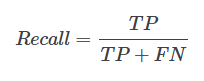 Recall = TP / (TP + FN)